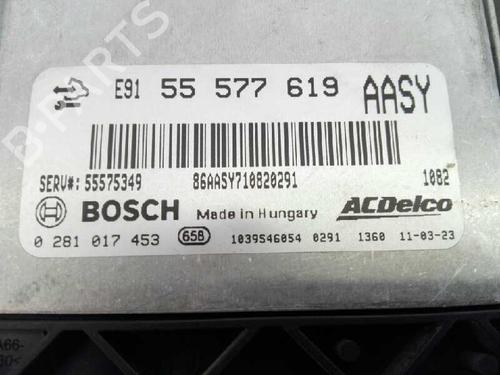 E91 55 577 619 AASY
SERV#: 55575349 86AASY710820291 1082
BOSCH Made in Hungary ACDelco
0 281 017 453 658 1039S46054 0291 1360 11-03-23
B-PARTS